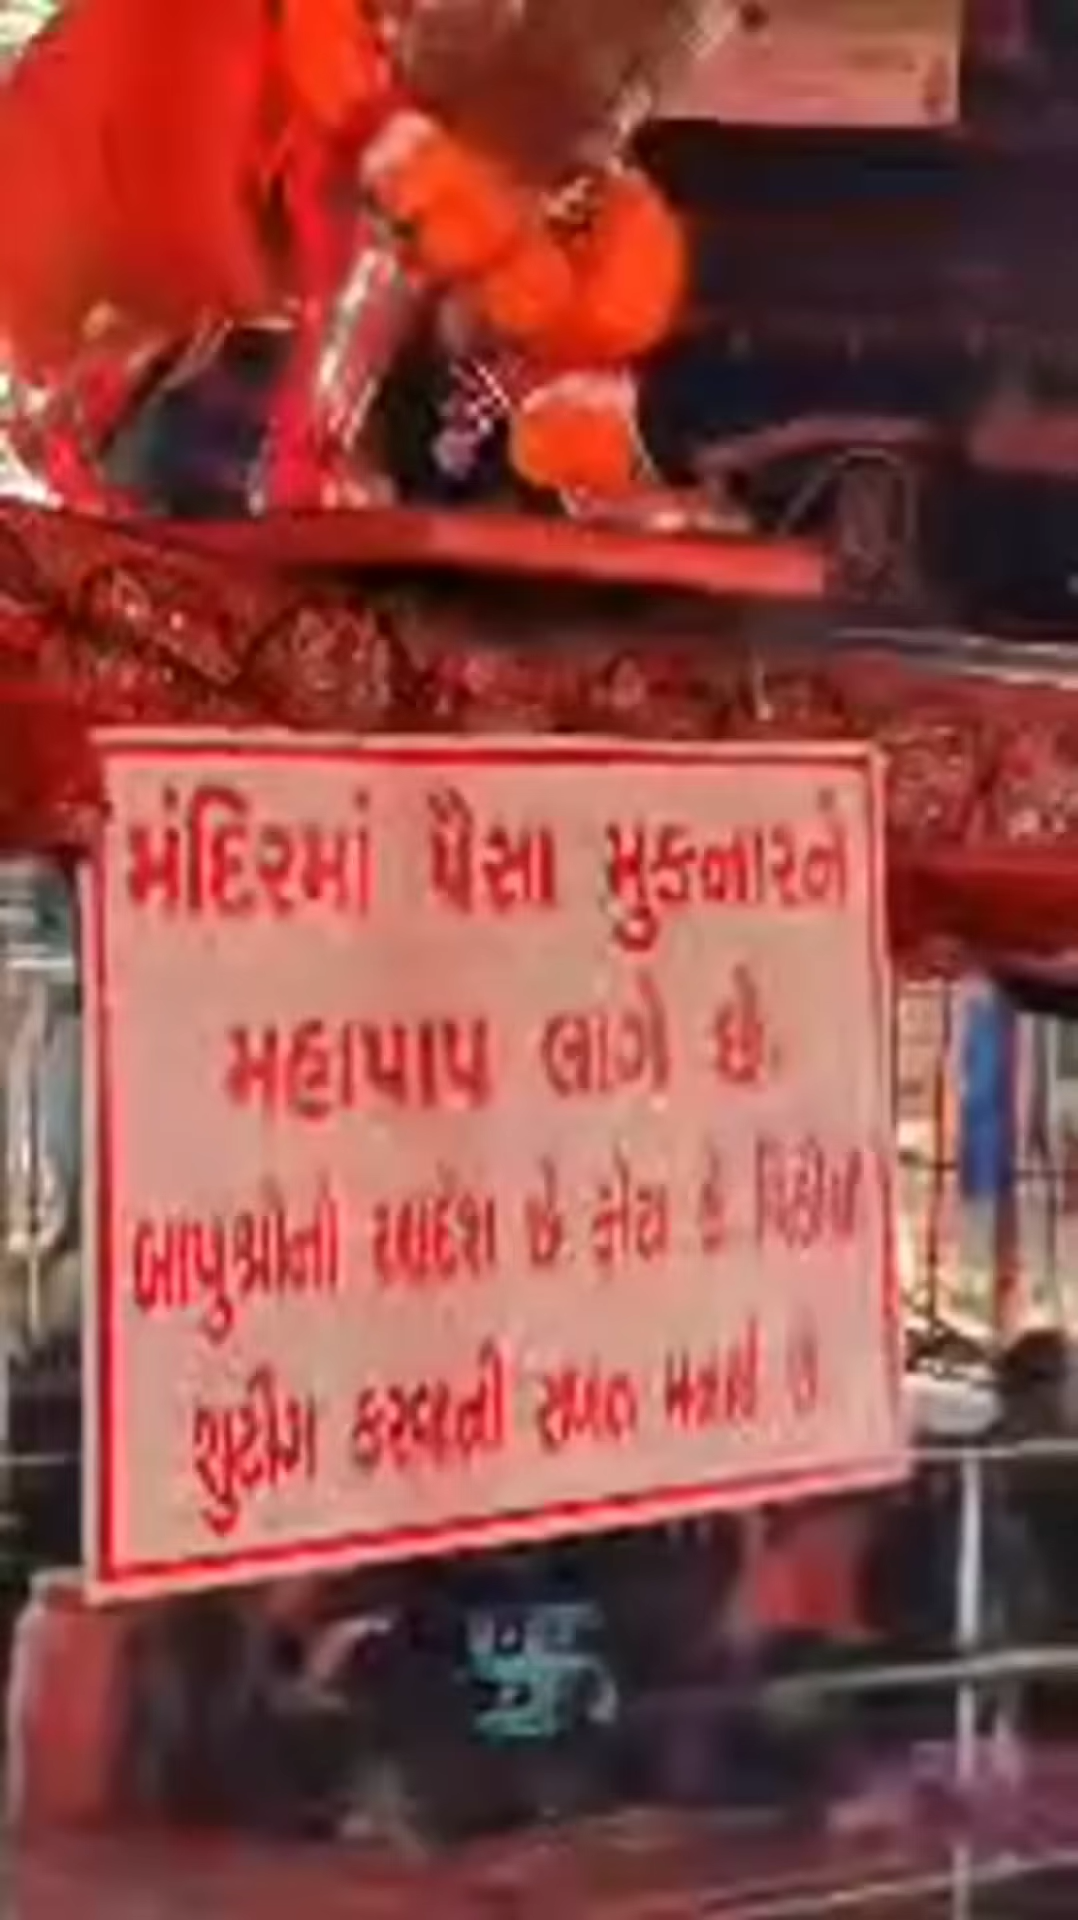 મંદિરમાં પૈસા મુકનારને
મહાપાપ લાગે છે.
બાપુશ્રીનો આદેશ છે ફોટા કે વિડીયો
શુટીંગ કરવાની સખત મનાઈ છે.